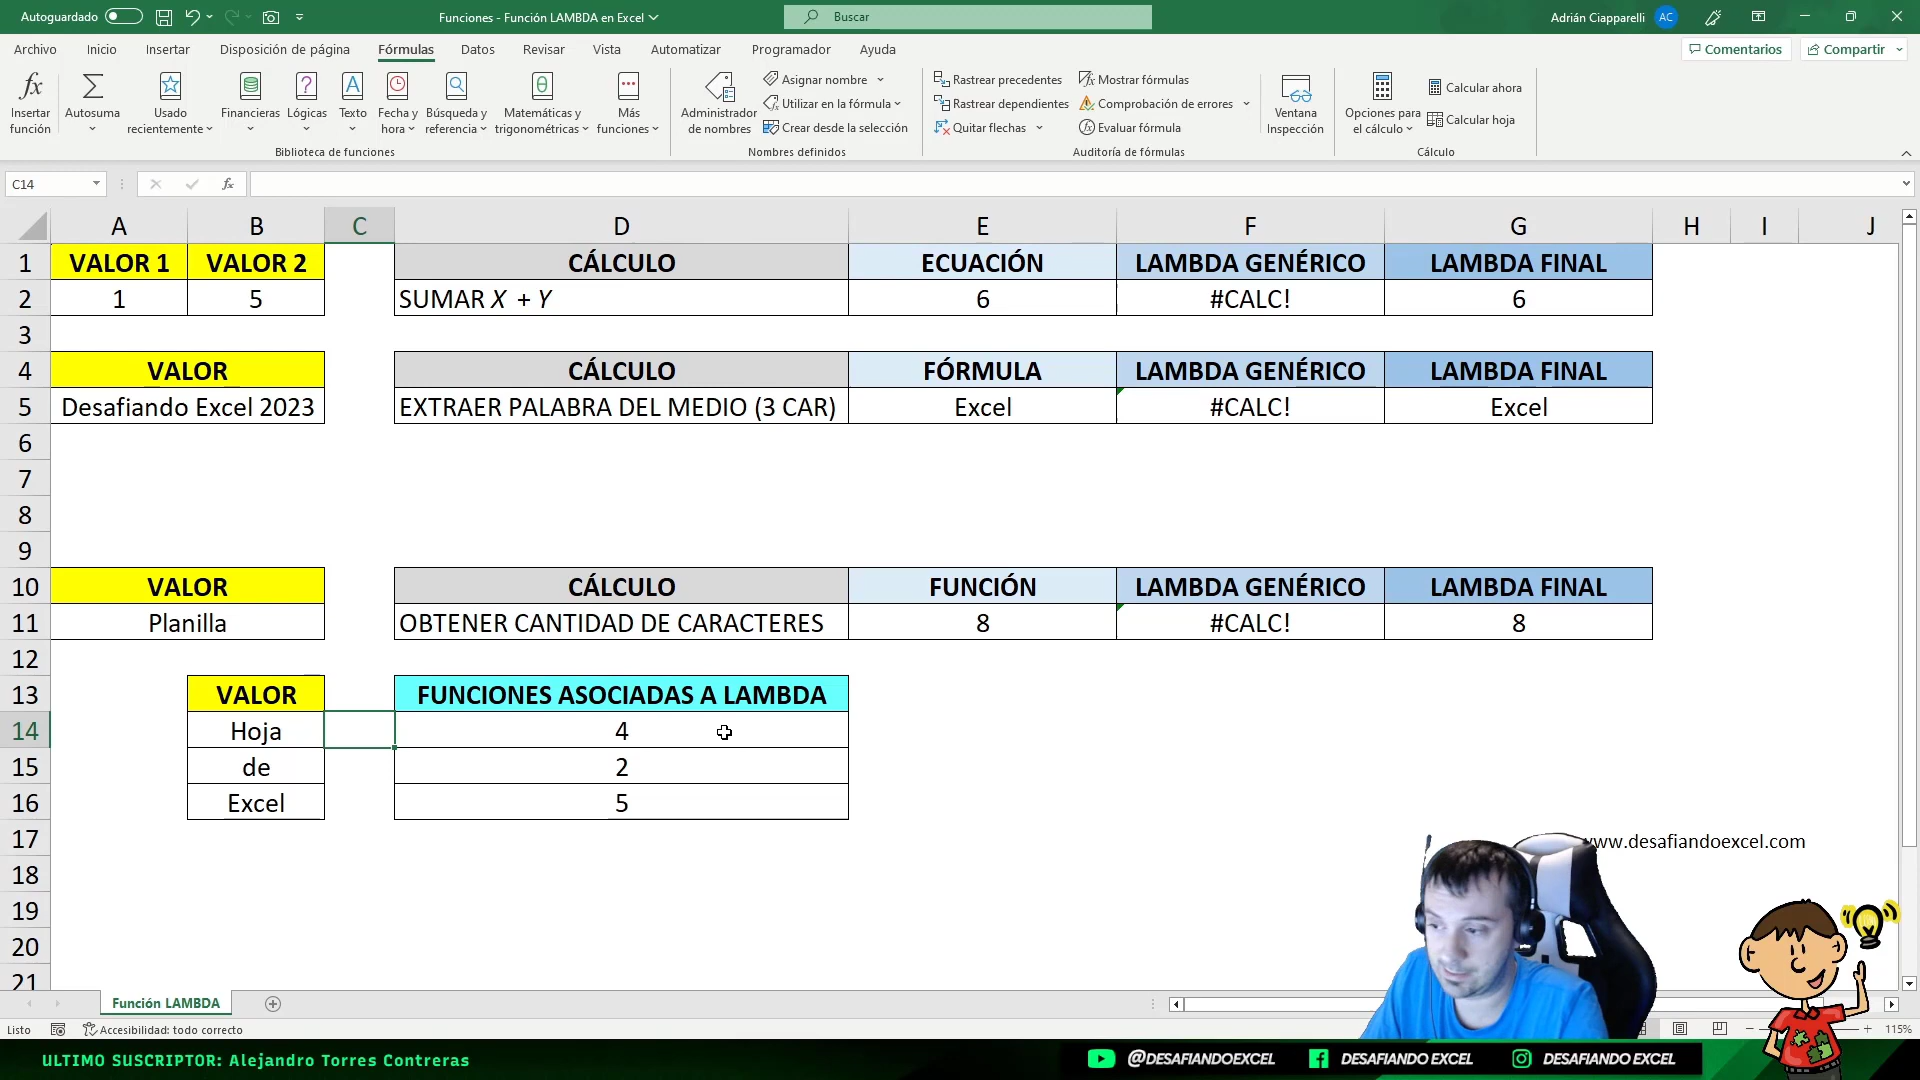 Autoguardado
Funciones - Función LAMBDA en Excel
Buscar
Adrián Ciapparelli
AC
Archivo Inicio Insertar Disposición de página Fórmulas Datos Revisar Vista Automatizar Programador Ayuda
Comentarios
Compartir
Insertar función
Autosuma
Usado recientemente
Financieras
Lógicas
Texto
Fecha y hora
Búsqueda y referencia
Matemáticas y trigonométricas
Más funciones
Biblioteca de funciones
Administrador de nombres
Asignar nombre
Utilizar en la fórmula
Crear desde la selección
Nombres definidos
Rastrear precedentes
Rastrear dependientes
Quitar flechas
Mostrar fórmulas
Comprobación de errores
Evaluar fórmula
Auditoría de fórmulas
Ventana Inspección
Opciones para el cálculo
Calcular ahora
Calcular hoja
Cálculo
C14
fx
A B C D E F G H I J
1 VALOR 1 VALOR 2 CÁLCULO ECUACIÓN LAMBDA GENÉRICO LAMBDA FINAL
2 1 5 SUMAR X + Y 6 #CALC! 6
3
4 VALOR CÁLCULO FÓRMULA LAMBDA GENÉRICO LAMBDA FINAL
5 Desafiando Excel 2023 EXTRAER PALABRA DEL MEDIO (3 CAR) Excel #CALC! Excel
6
7
8
9
10 VALOR CÁLCULO FUNCIÓN LAMBDA GENÉRICO LAMBDA FINAL
11 Planilla OBTENER CANTIDAD DE CARACTERES 8 #CALC! 8
12
13 VALOR FUNCIONES ASOCIADAS A LAMBDA
14 Hoja 4
15 de 2
16 Excel 5
17
www.desafiandoexcel.com
18
19
20
21
Función LAMBDA
Listo
Accesibilidad: todo correcto
115%
ULTIMO SUSCRIPTOR: Alejandro Torres Contreras
@DESAFIANDOEXCEL
DESAFIANDO EXCEL
DESAFIANDO EXCEL